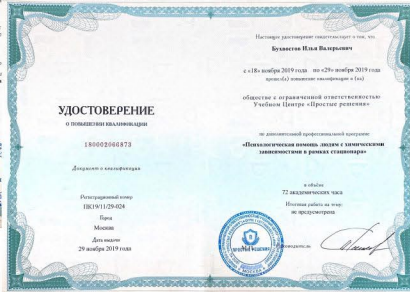 УДОСТОВЕРЕНИЕ
О ПОВЫШЕНИИ КВАЛИФИКАЦИИ
180002066873
Документ о квалификации
Регистрационный номер
ПК19/11/29-024
Город
Москва
Дата выдачи
29 ноября 2019 года
Настоящее удостоверение свидетельствует о том, что
Бухвостов Илья Валерьевич
с «18» ноября 2019 года по «29» ноября 2019 года
прошел(а) повышение квалификации в (на)
обществе с ограниченной ответственностью
Учебном Центре «Простые решения»
по дополнительной профессиональной программе
«Психологическая помощь людям с химическими
зависимостями в рамках стационара»
в объёме
72 академических часа
Итоговая работа на тему:
не предусмотрена
Руководитель